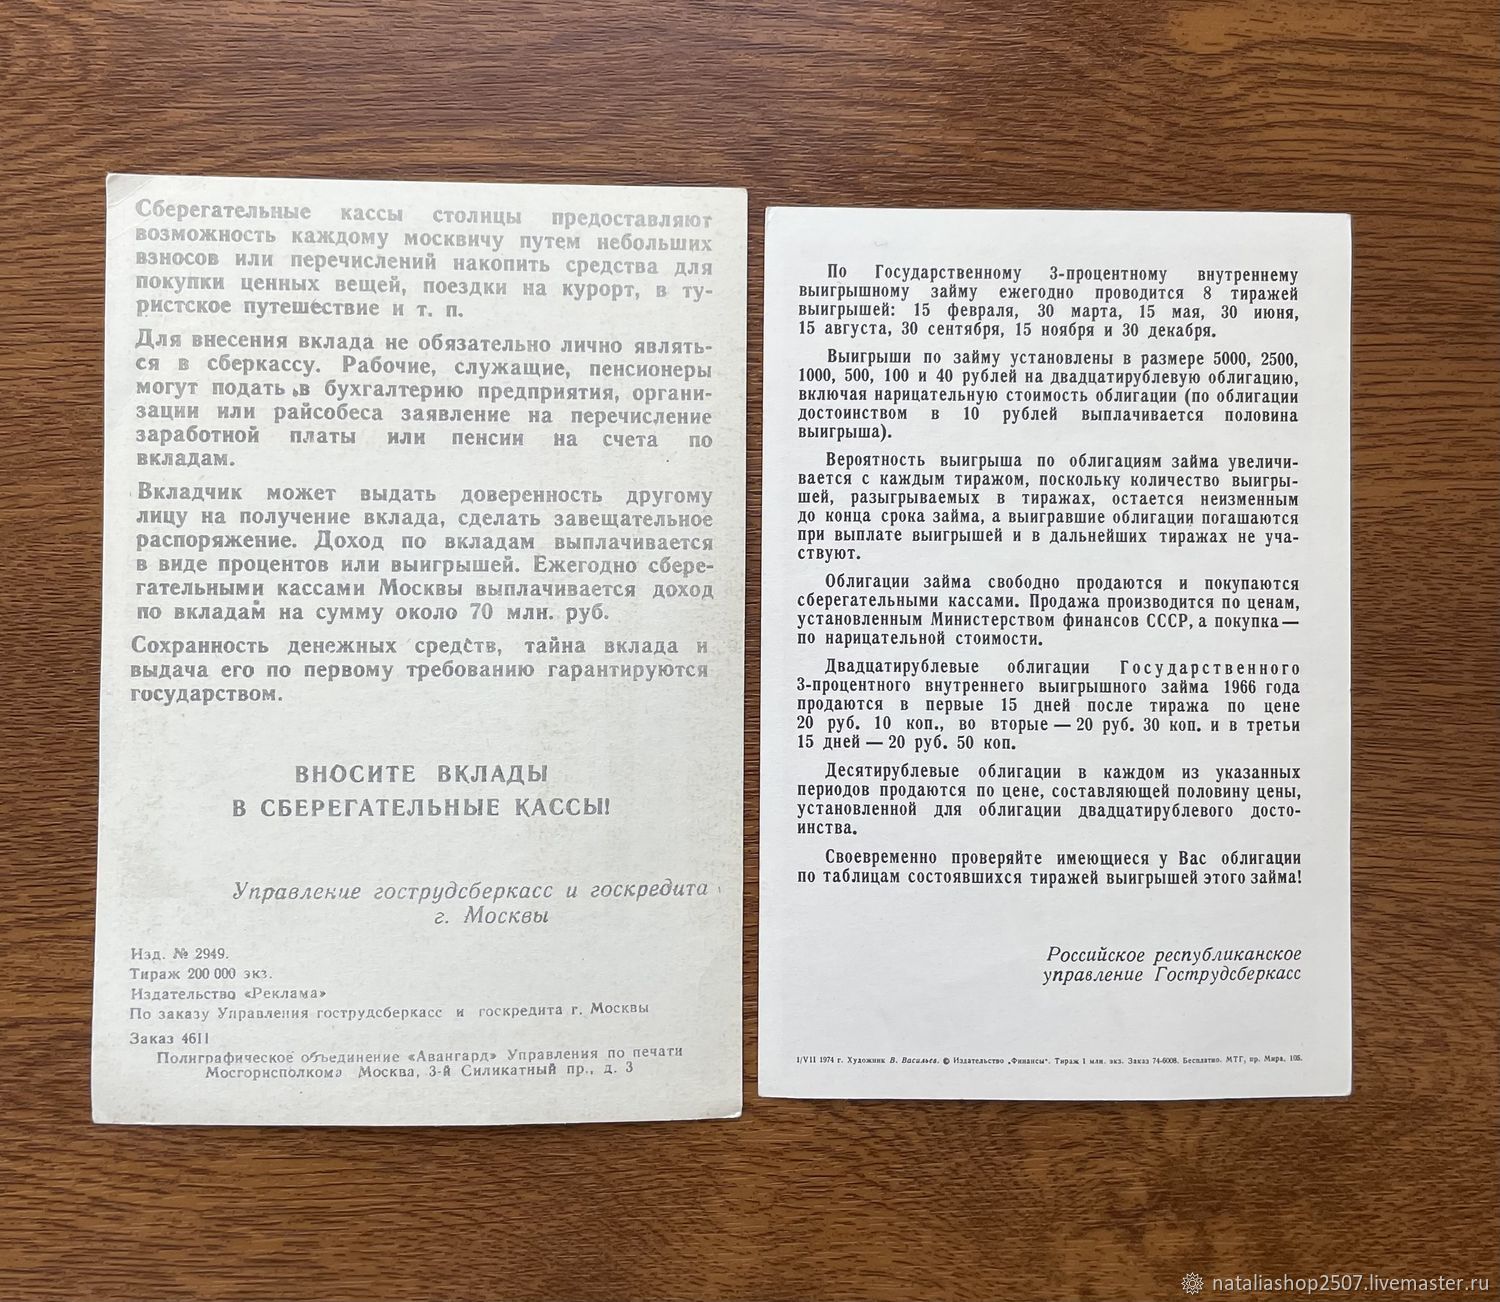 Сберегательные кассы столицы предоставляют
возможность каждому москвичу путем небольших
взносов или перечислений накопить средства для
покупки ценных вещей, поездки на курорт, в ту-
ристское путешествие и т. п.
Для внесения вклада не обязательно лично являть-
ся в сберкассу. Рабочие, служащие, пенсионеры
могут подать в бухгалтерию предприятия, органи-
зации или райсобеса заявление на перечисление
заработной платы или пенсии на счета по
вкладам.
Вкладчик может выдать доверенность другому
лицу на получение вклада, сделать завещательное
распоряжение. Доход по вкладам выплачивается
в виде процентов или выигрышей. Ежегодно сбере-
гательными кассами Москвы выплачивается доход
по вкладам на сумму около 70 млн. руб.
Сохранность денежных средств, тайна вклада и
выдача его по первому требованию гарантируются
государством.
ВНОСИТЕ ВКЛАДЫ
В СБЕРЕГАТЕЛЬНЫЕ КАССЫ!
Управление гострудсберкасс и госкредита
г. Москвы
Изд. № 2949.
Тираж 200 000 экз.
Издательство «Реклама»
По заказу Управления гострудсберкасс и госкредита г. Москвы
Заказ 4611
Полиграфическое объединение «Авангард» Управления по печати
Мосгорисполкома Москва, 3-й Силикатный пр., д. 3
По Государственному 3-процентному внутреннему
выигрышному займу ежегодно проводится 8 тиражей
выигрышей: 15 февраля, 30 марта, 15 мая, 30 июня,
15 августа, 30 сентября, 15 ноября и 30 декабря.
Выигрыши по займу установлены в размере 5000, 2500,
1000, 500, 100 и 40 рублей на двадцатирублевую облигацию,
включая нарицательную стоимость облигации (по облигации
достоинством в 10 рублей выплачивается половина
выигрыша).
Вероятность выигрыша по облигациям займа увеличи-
вается с каждым тиражом, поскольку количество выигры-
шей, разыгрываемых в тиражах, остается неизменным
до конца срока займа, а выигравшие облигации погашаются
при выплате выигрышей и в дальнейших тиражах не уча-
ствуют.
Облигации займа свободно продаются и покупаются
сберегательными кассами. Продажа производится по ценам,
установленным Министерством финансов СССР, а покупка —
по нарицательной стоимости.
Двадцатирублевые облигации Государственного
3-процентного внутреннего выигрышного займа 1966 года
продаются в первые 15 дней после тиража по цене
20 руб. 10 коп., во вторые — 20 руб. 30 коп. и в третьи
15 дней — 20 руб. 50 коп.
Десятирублевые облигации в каждом из указанных
периодов продаются по цене, составляющей половину цены,
установленной для облигации двадцатирублевого досто-
инства.
Своевременно проверяйте имеющиеся у Вас облигации
по таблицам состоявшихся тиражей выигрышей этого займа!
Российское республиканское
управление Гострудсберкасс
1/VII 1974 г. Художник В. Васильев. © Издательство „Финансы". Тираж 1 млн. экз. Заказ 74-6008. Бесплатно. МТГ, пр. Мира, 105.
nataliashop2507.livemaster.ru